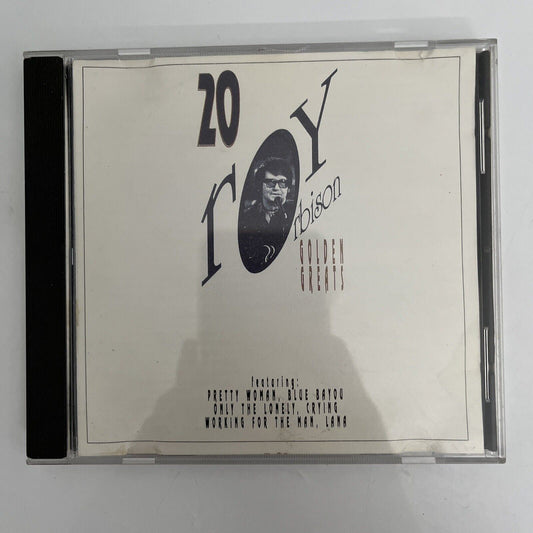 20
roy
rbison
GOLDEN
GREATS
featuring:
PRETTY WOMAN, BLUE BAYOU
ONLY THE LONELY, CRYING
WORKING FOR THE MAN, LANA